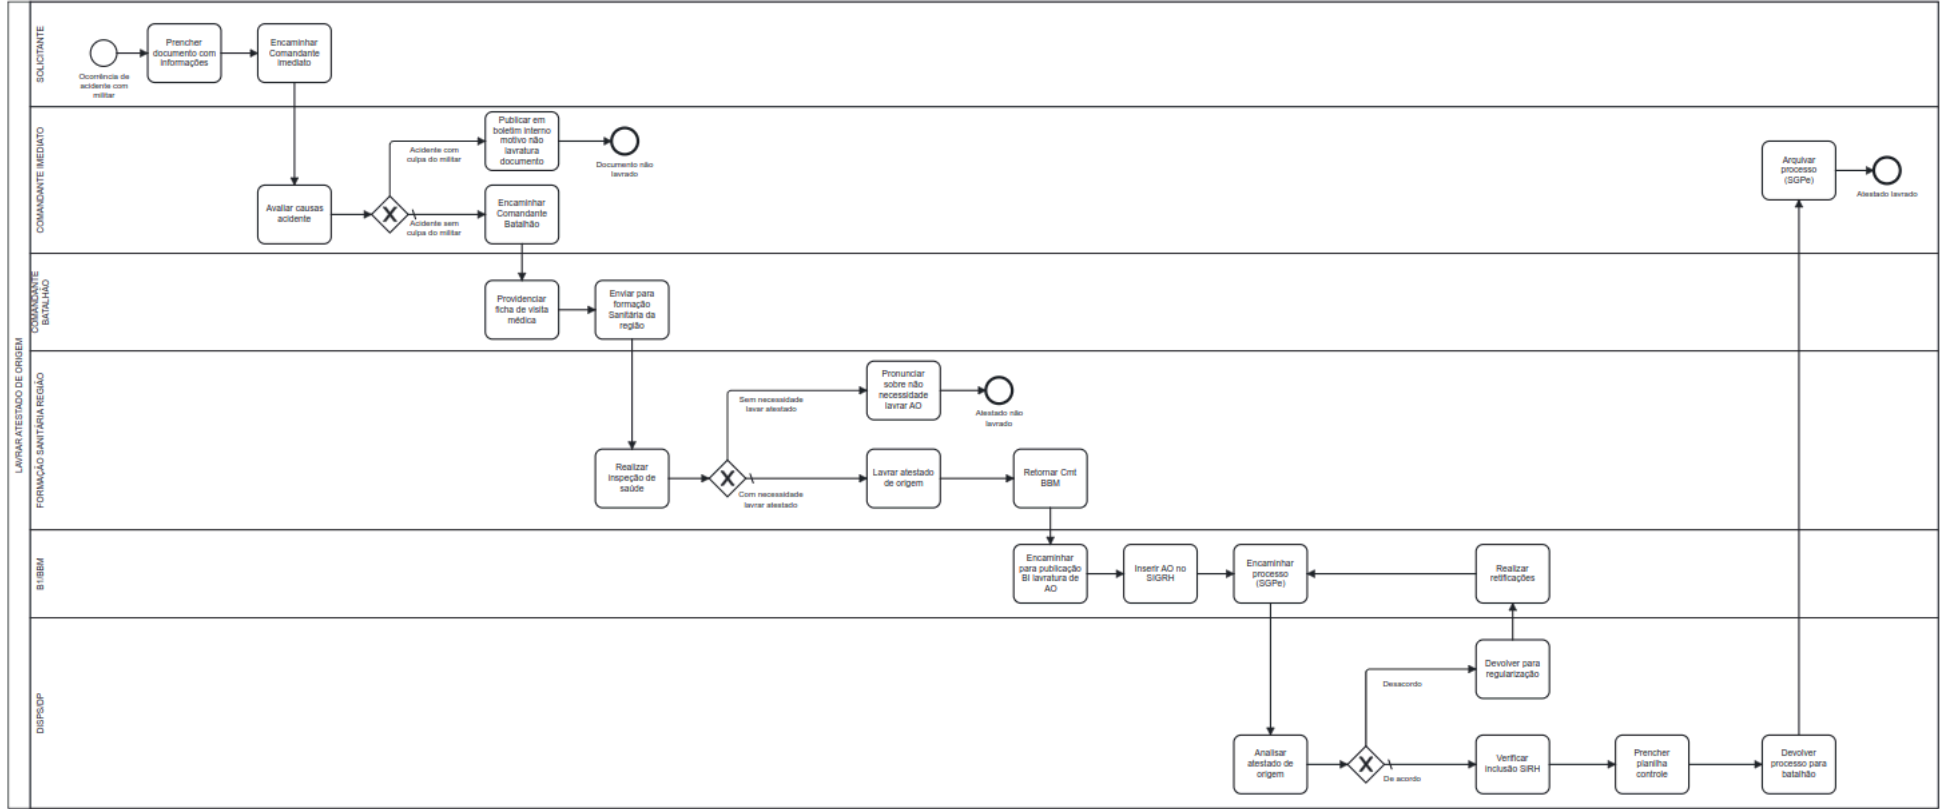 LAVRAR ATESTADO DE ORIGEM
SOLICITANTE
Ocorrência de
acidente com
militar
Prencher
documento com
informações
Encaminhar
Comandante
imediato
COMANDANTE IMEDIATO
Avaliar causas
acidente
Acidente com
culpa do militar
Publicar em
boletim interno
motivo não
lavratura
documento
Documento não
lavrado
Acidente sem
culpa do militar
Encaminhar
Comandante
Batalhão
Arquivar
processo
(SGPe)
Atestado lavrado
COMANDANTE
BATALHÃO
Providenciar
ficha de visita
médica
Enviar para
formação
Sanitária da
região
FORMAÇÃO SANITÁRIA REGIÃO
Realizar
inspeção de
saúde
Sem necessidade
lavar atestado
Pronunciar
sobre não
necessidade
lavrar AO
Atestado não
lavrado
Com necessidade
lavrar atestado
Lavrar atestado
de origem
Retornar Cmt
BBM
B1/BBM
Encaminhar
para publicação
BI lavratura de
AO
Inserir AO no
SIGRH
Encaminhar
processo
(SGPe)
Realizar
retificações
DISPS/DP
Analisar
atestado de
origem
Desacordo
Devolver para
regularização
De acordo
Verificar
inclusão SIRH
Prencher
planilha
controle
Devolver
processo para
batalhão